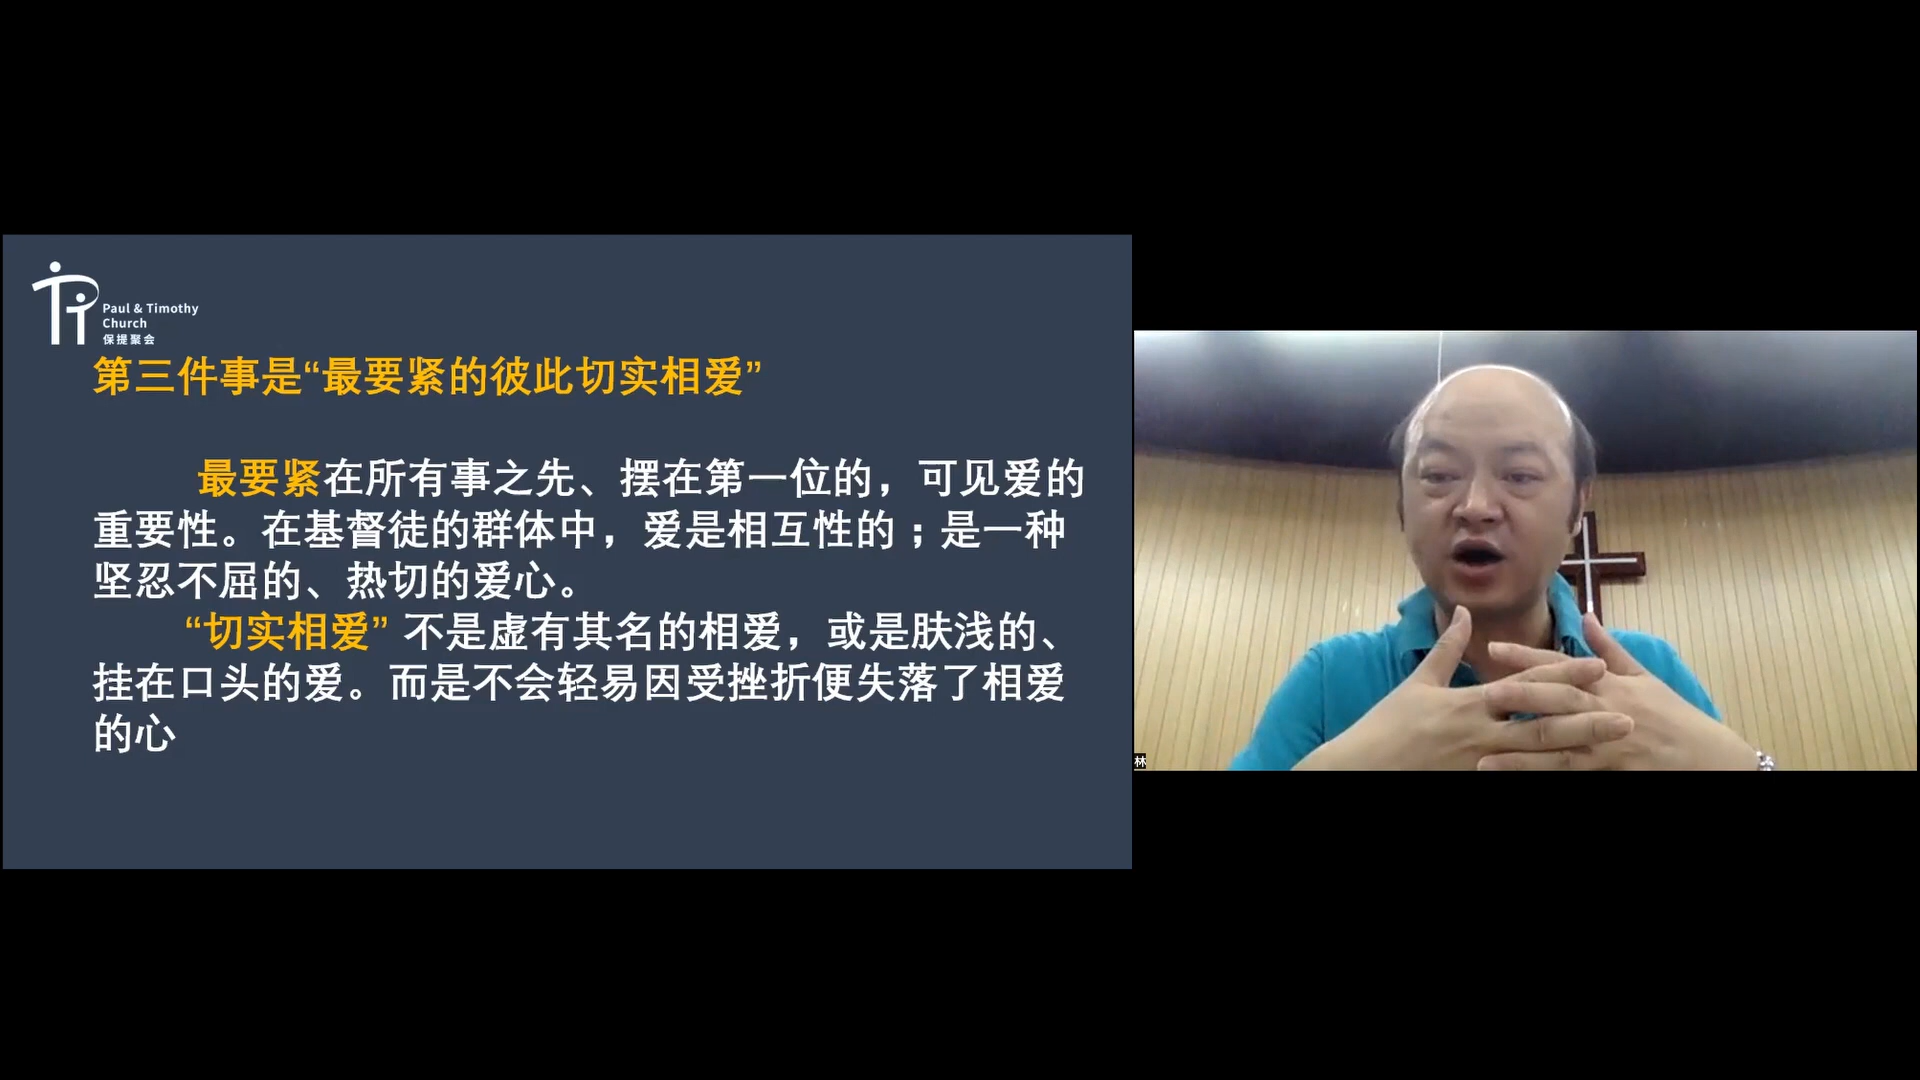 Paul & Timothy
Church
保提聚会
第三件事是“最要紧的彼此切实相爱”
最要紧在所有事之先、摆在第一位的，可见爱的
重要性。在基督徒的群体中，爱是相互性的；是一种
坚忍不屈的、热切的爱心。
“切实相爱” 不是虚有其名的相爱，或是肤浅的、
挂在口头的爱。而是不会轻易因受挫折便失落了相爱
的心
林